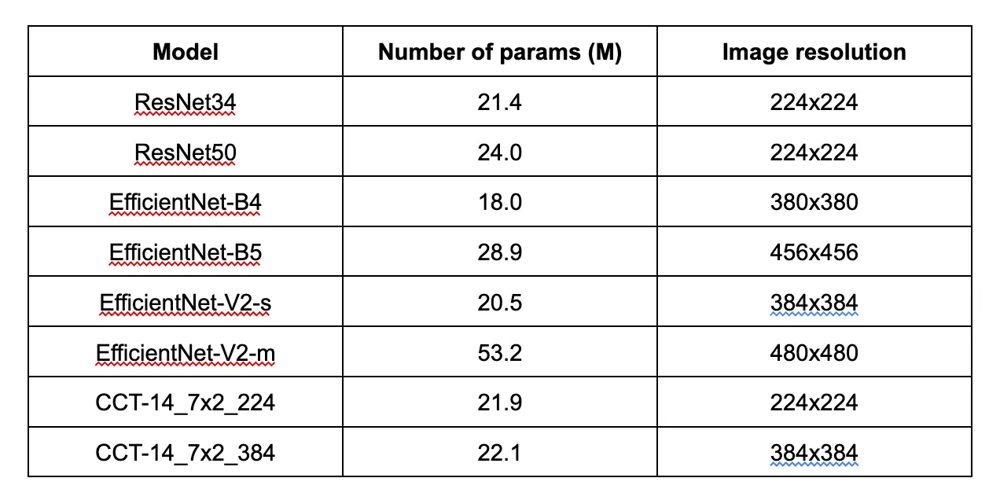 Model Number of params (M) Image resolution
ResNet34 21.4 224x224
ResNet50 24.0 224x224
EfficientNet-B4 18.0 380x380
EfficientNet-B5 28.9 456x456
EfficientNet-V2-s 20.5 384x384
EfficientNet-V2-m 53.2 480x480
CCT-14_7x2_224 21.9 224x224
CCT-14_7x2_384 22.1 384x384